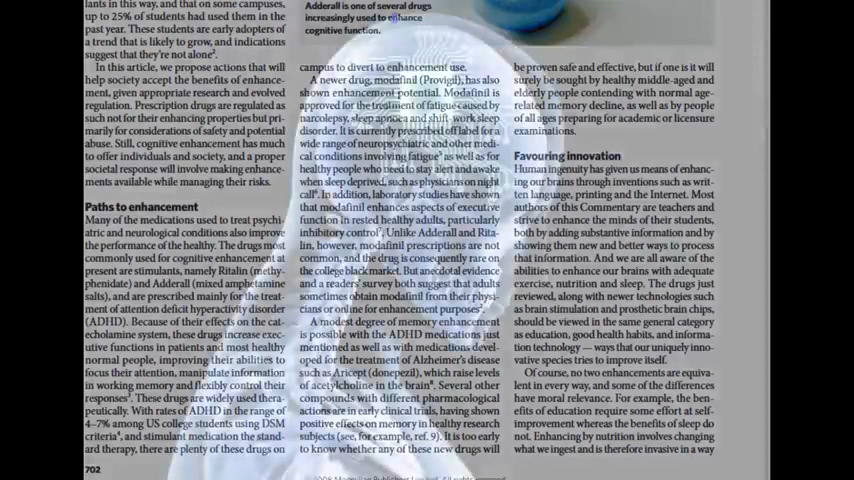 lants in this way, and that on some campuses,
up to 25% of students had used them in the
past year. These students are early adopters of
a trend that is likely to grow, and indications
suggest that they're not alone².
In this article, we propose actions that will
help society accept the benefits of enhance-
ment, given appropriate research and evolved
regulation. Prescription drugs are regulated as
such not for their enhancing properties but pri-
marily for considerations of safety and potential
abuse. Still, cognitive enhancement has much
to offer individuals and society, and a proper
societal response will involve making enhance-
ments available while managing their risks.
Paths to enhancement
Many of the medications used to treat psychi-
atric and neurological conditions also improve
the performance of the healthy. The drugs most
commonly used for cognitive enhancement at
present are stimulants, namely Ritalin (methy-
phenidate) and Adderall (mixed amphetamine
salts), and are prescribed mainly for the treat-
ment of attention deficit hyperactivity disorder
(ADHD). Because of their effects on the cat-
echolamine system, these drugs increase exec-
utive functions in patients and most healthy
normal people, improving their abilities to
focus their attention, manipulate information
in working memory and flexibly control their
responses³. These drugs are widely used thera-
peutically. With rates of ADHD in the range of
4–7% among US college students using DSM
criteria⁴, and stimulant medication the stand-
ard therapy, there are plenty of these drugs on
702
Adderall is one of several drugs
increasingly used to enhance
cognitive function.
campus to divert to enhancement use.
A newer drug, modafinil (Provigil), has also
shown enhancement potential. Modafinil is
approved for the treatment of fatigue caused by
narcolepsy, sleep apnoea and shift-work sleep
disorder. It is currently prescribed off label for a
wide range of neuropsychiatric and other medi-
cal conditions involving fatigue⁵ as well as for
healthy people who need to stay alert and awake
when sleep deprived, such as physicians on night
call⁶. In addition, laboratory studies have shown
that modafinil enhances aspects of executive
function in rested healthy adults, particularly
inhibitory control⁷. Unlike Adderall and Rita-
lin, however, modafinil prescriptions are not
common, and the drug is consequently rare on
the college black market. But anecdotal evidence
and a readers' survey both suggest that adults
sometimes obtain modafinil from their physi-
cians or online for enhancement purposes².
A modest degree of memory enhancement
is possible with the ADHD medications just
mentioned as well as with medications devel-
oped for the treatment of Alzheimer's disease
such as Aricept (donepezil), which raise levels
of acetylcholine in the brain⁸. Several other
compounds with different pharmacological
actions are in early clinical trials, having shown
positive effects on memory in healthy research
subjects (see, for example, ref. 9). It is too early
to know whether any of these new drugs will
be proven safe and effective, but if one is it will
surely be sought by healthy middle-aged and
elderly people contending with normal age-
related memory decline, as well as by people
of all ages preparing for academic or licensure
examinations.
Favouring innovation
Human ingenuity has given us means of enhanc-
ing our brains through inventions such as writ-
ten language, printing and the Internet. Most
authors of this Commentary are teachers and
strive to enhance the minds of their students,
both by adding substantive information and by
showing them new and better ways to process
that information. And we are all aware of the
abilities to enhance our brains with adequate
exercise, nutrition and sleep. The drugs just
reviewed, along with newer technologies such
as brain stimulation and prosthetic brain chips,
should be viewed in the same general category
as education, good health habits, and informa-
tion technology — ways that our uniquely inno-
vative species tries to improve itself.
Of course, no two enhancements are equiva-
lent in every way, and some of the differences
have moral relevance. For example, the ben-
efits of education require some effort at self-
improvement whereas the benefits of sleep do
not. Enhancing by nutrition involves changing
what we ingest and is therefore invasive in a way